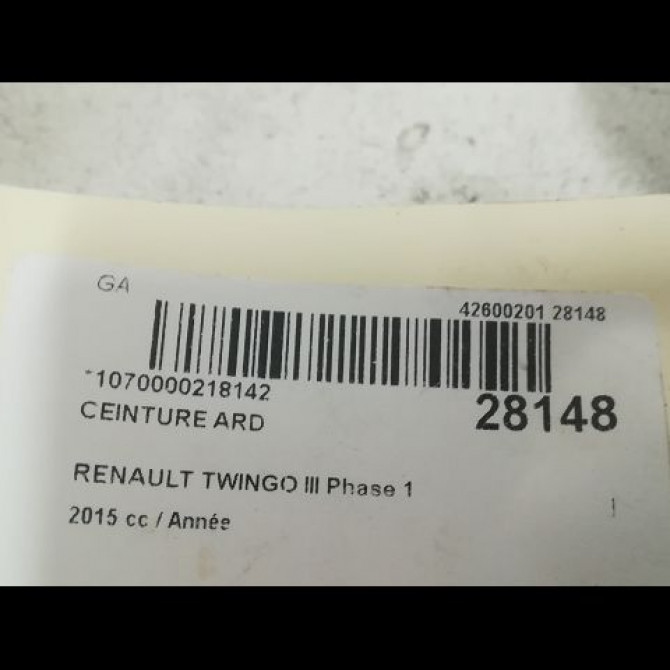 GA
42600201 28148
*1070000218142
28148
CEINTURE ARD
RENAULT TWINGO III Phase 1
2015 cc / Année